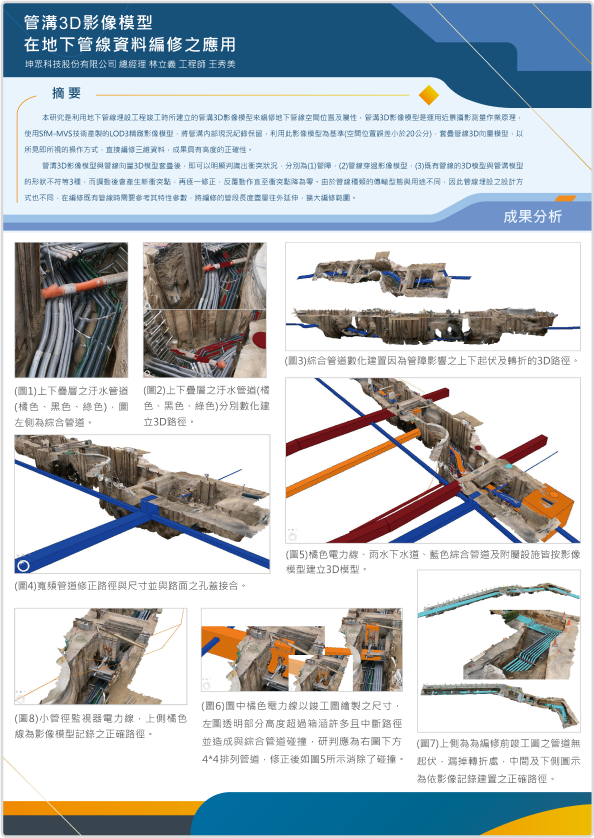 管溝3D影像模型
在地下管線資料編修之應用
坤眾科技股份有限公司 總經理 林立義 工程師 王秀美
摘要
本研究是利用地下管線埋設工程竣工時所建立的管溝3D影像模型來編修地下管線空間位置及屬性，管溝3D影像模型是運用近景攝影測量作業原理，
使用SfM-MVS技術產製的LOD3精緻影像模型，將管溝內部現況紀錄保留，利用此影像模型為基準(空間位置誤差小於20公分)，套疊管線3D向量模型，以
所見即所視的操作方式，直接編修三維資料，成果具有高度的正確性。
管溝3D影像模型與管線向量3D模型套疊後，即可以明顯判識出衝突狀況，分別為(1)管障，(2)管線穿過影像模型，(3)既有管線的3D模型與管溝模型
的形狀不符等3種，而調動後會產生新衝突點，再逐一修正，反覆動作直至衝突點降為零。由於管線種類的傳輸型態與用途不同，因此管線埋設之設計方
式也不同，在編修既有管線時需要參考其特性參數，將編修的管段長度盡量往外延伸，擴大編修範圍。
成果分析
(圖1)上下疊層之汙水管道
(橘色、黑色、綠色)，圖
左側為綜合管道。
(圖2)上下疊層之汙水管道(橘
色、黑色、綠色)分別數化建
立3D路徑。
(圖3)綜合管道數化建置因為管障影響之上下起伏及轉折的3D路徑。
(圖4)寬頻管道修正路徑與尺寸並與路面之孔蓋接合。
(圖5)橘色電力線、雨水下水道、藍色綜合管道及附屬設施皆按影像
模型建立3D模型。
(圖8)小管徑監視器電力線，上側橘色
線為影像模型記錄之正確路徑。
(圖6)圖中橘色電力線以竣工圖繪製之尺寸，
左圖透明部分高度超過箱涵許多且中斷路徑
並造成與綜合管道碰撞，研判應為右圖下方
4*4排列管道，修正後如圖5所示消除了碰撞。
(圖7)上側為為編修前竣工圖之管道無
起伏，漏掉轉折處，中間及下側圖示
為依影像記錄建置之正確路徑。